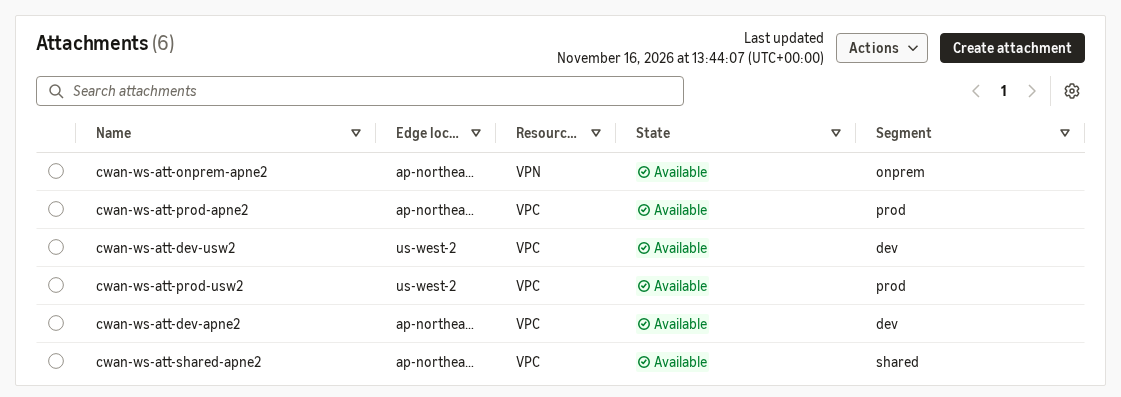 Attachments (6)
Last updated
November 16, 2026 at 13:44:07 (UTC+00:00)
Actions
Create attachment
Search attachments
1
Name Edge loc... Resourc... State Segment
cwan-ws-att-onprem-apne2 ap-northea... VPN Available onprem
cwan-ws-att-prod-apne2 ap-northea... VPC Available prod
cwan-ws-att-dev-usw2 us-west-2 VPC Available dev
cwan-ws-att-prod-usw2 us-west-2 VPC Available prod
cwan-ws-att-dev-apne2 ap-northea... VPC Available dev
cwan-ws-att-shared-apne2 ap-northea... VPC Available shared